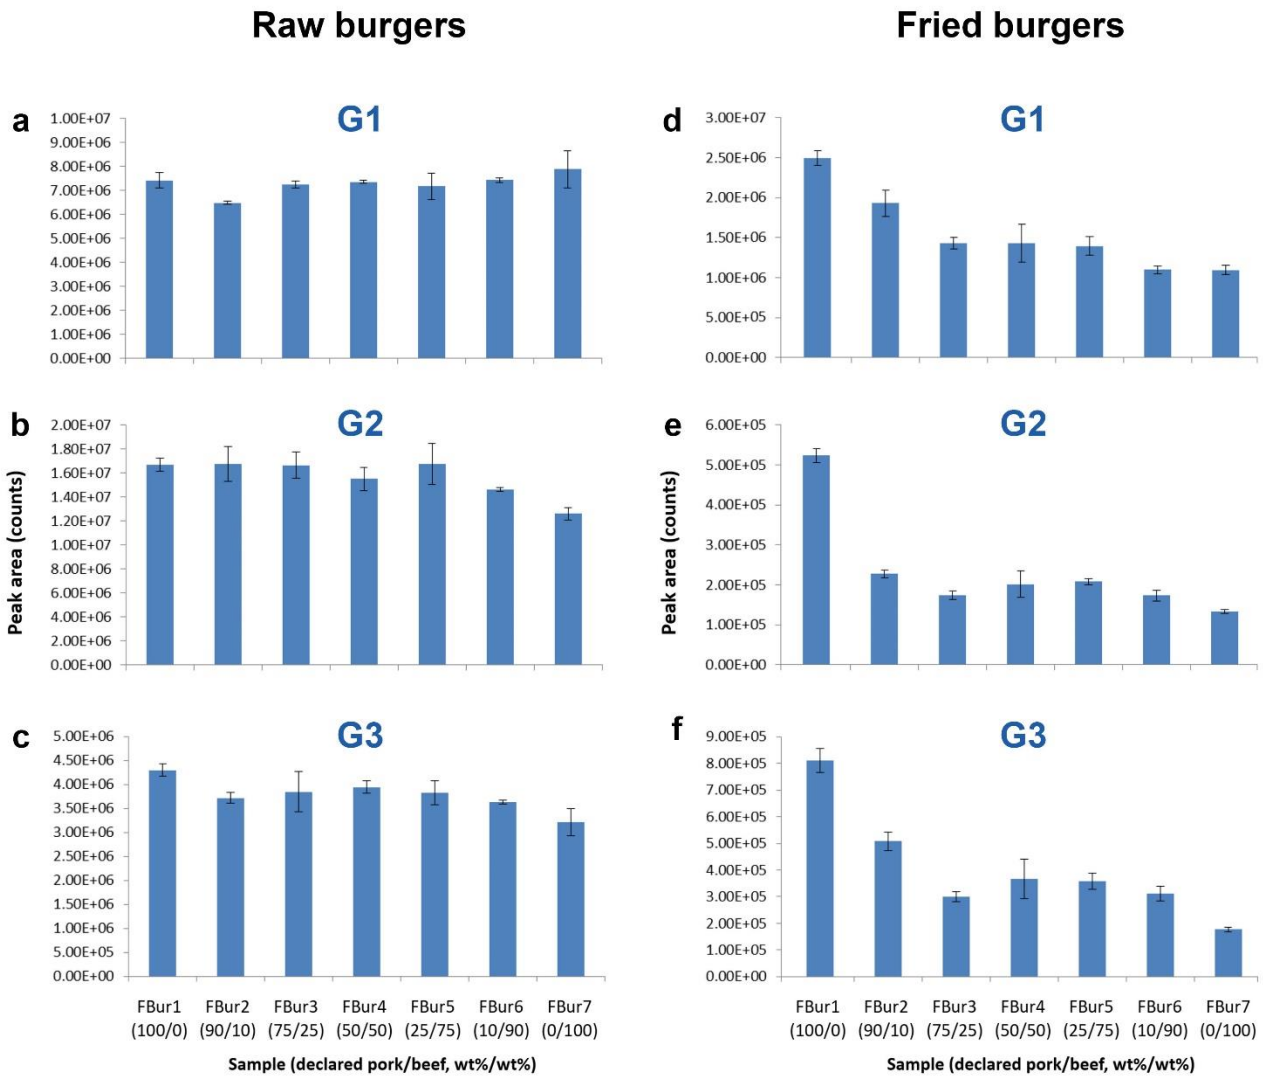 Raw burgers
Fried burgers
a
G1
1.00E+07
9.00E+06
8.00E+06
7.00E+06
6.00E+06
5.00E+06
4.00E+06
3.00E+06
2.00E+06
1.00E+06
0.00E+00
d
G1
3.00E+07
2.50E+06
2.00E+06
1.50E+06
1.00E+06
5.00E+05
0.00E+00
b
G2
2.00E+07
1.80E+07
1.60E+07
1.40E+07
1.20E+07
1.00E+07
8.00E+06
6.00E+06
4.00E+06
2.00E+06
0.00E+00
Peak area (counts)
e
G2
6.00E+05
5.00E+05
4.00E+05
3.00E+05
2.00E+05
1.00E+05
0.00E+00
Peak area (counts)
c
G3
5.00E+06
4.50E+06
4.00E+06
3.50E+06
3.00E+06
2.50E+06
2.00E+06
1.50E+06
1.00E+06
5.00E+05
0.00E+00
FBur1 FBur2 FBur3 FBur4 FBur5 FBur6 FBur7
(100/0) (90/10) (75/25) (50/50) (25/75) (10/90) (0/100)
Sample (declared pork/beef, wt%/wt%)
f
G3
9.00E+05
8.00E+05
7.00E+05
6.00E+05
5.00E+05
4.00E+05
3.00E+05
2.00E+05
1.00E+05
0.00E+00
FBur1 FBur2 FBur3 FBur4 FBur5 FBur6 FBur7
(100/0) (90/10) (75/25) (50/50) (25/75) (10/90) (0/100)
Sample (declared pork/beef, wt%/wt%)